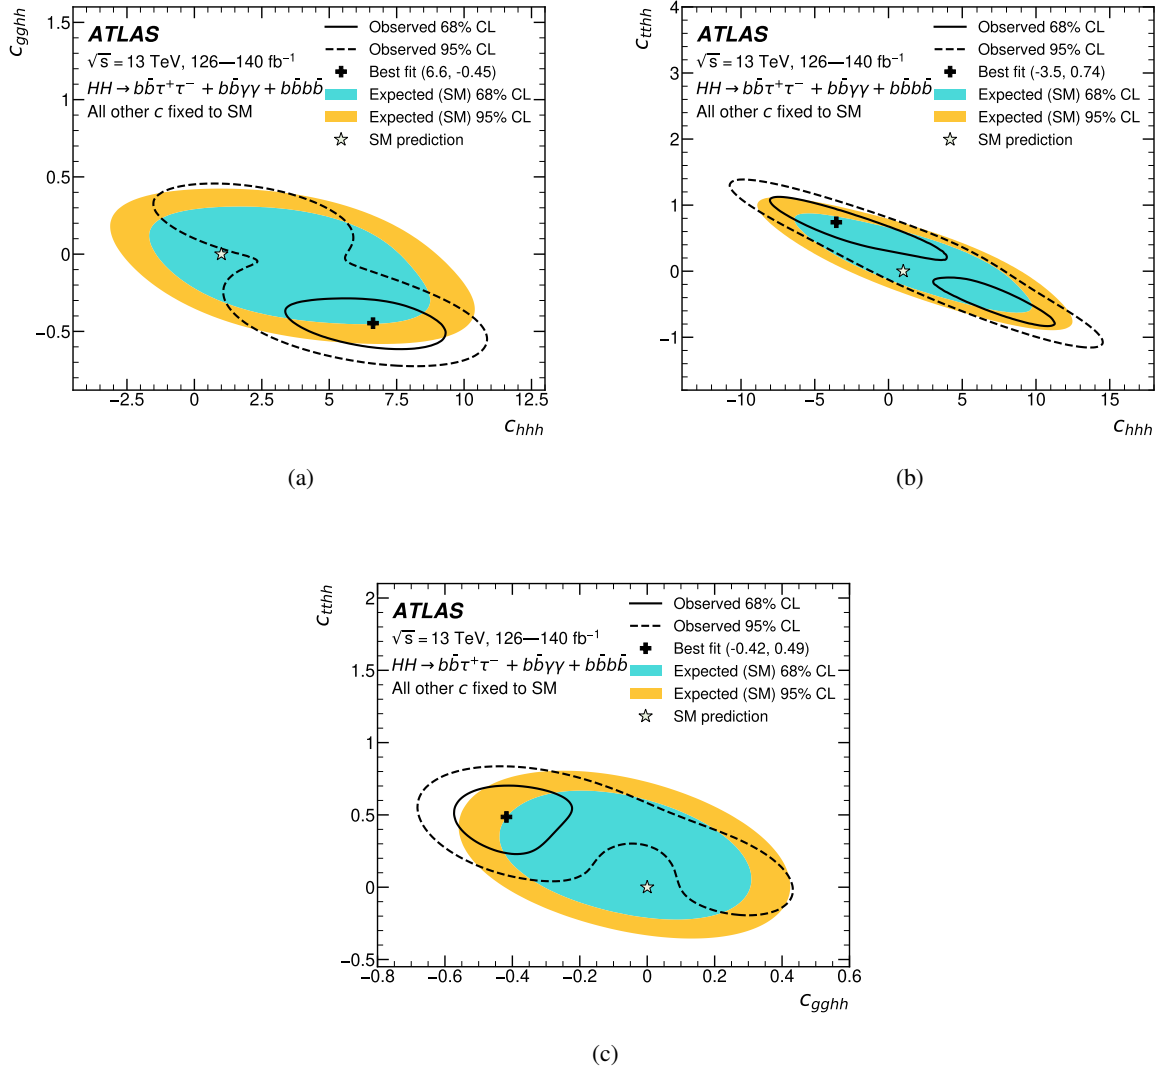 ATLAS
√s = 13 TeV, 126—140 fb⁻¹
HH → bb̄τ⁺τ⁻ + bb̄γγ + bb̄bb̄
All other c fixed to SM
Observed 68% CL
Observed 95% CL
Best fit (6.6, -0.45)
Expected (SM) 68% CL
Expected (SM) 95% CL
SM prediction
c_gghh
1.5
1
0.5
0
−0.5
−2.5 0 2.5 5 7.5 10 12.5
c_hhh
(a)
ATLAS
√s = 13 TeV, 126—140 fb⁻¹
HH → bb̄τ⁺τ⁻ + bb̄γγ + bb̄bb̄
All other c fixed to SM
Observed 68% CL
Observed 95% CL
Best fit (-3.5, 0.74)
Expected (SM) 68% CL
Expected (SM) 95% CL
SM prediction
c_tthh
4
3
2
1
0
−1
−10 −5 0 5 10 15
c_hhh
(b)
ATLAS
√s = 13 TeV, 126—140 fb⁻¹
HH → bb̄τ⁺τ⁻ + bb̄γγ + bb̄bb̄
All other c fixed to SM
Observed 68% CL
Observed 95% CL
Best fit (-0.42, 0.49)
Expected (SM) 68% CL
Expected (SM) 95% CL
SM prediction
c_tthh
2
1.5
1
0.5
0
−0.5
−0.8 −0.6 −0.4 −0.2 0 0.2 0.4 0.6
c_gghh
(c)